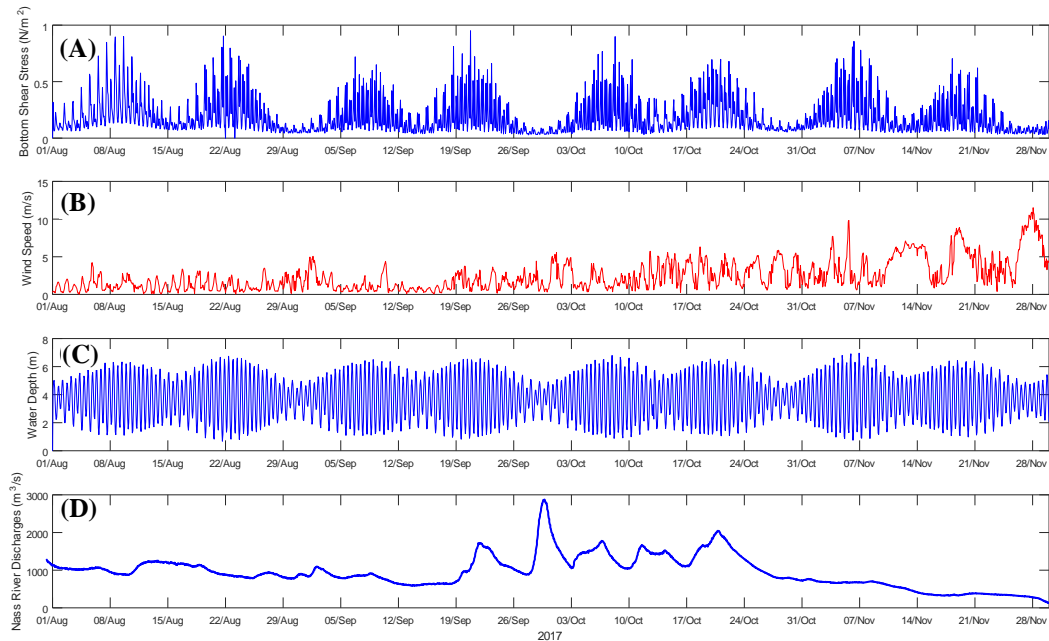 (A)
Bottom Shear Stress (N/m²)
1
0.5
0
01/Aug 08/Aug 15/Aug 22/Aug 29/Aug 05/Sep 12/Sep 19/Sep 26/Sep 03/Oct 10/Oct 17/Oct 24/Oct 31/Oct 07/Nov 14/Nov 21/Nov 28/Nov
(B)
Wind Speed (m/s)
15
10
5
0
01/Aug 08/Aug 15/Aug 22/Aug 29/Aug 05/Sep 12/Sep 19/Sep 26/Sep 03/Oct 10/Oct 17/Oct 24/Oct 31/Oct 07/Nov 14/Nov 21/Nov 28/Nov
(C)
Water Depth (m)
8
6
4
2
0
01/Aug 08/Aug 15/Aug 22/Aug 29/Aug 05/Sep 12/Sep 19/Sep 26/Sep 03/Oct 10/Oct 17/Oct 24/Oct 31/Oct 07/Nov 14/Nov 21/Nov 28/Nov
(D)
Nass River Discharges (m³/s)
3000
2000
1000
0
01/Aug 08/Aug 15/Aug 22/Aug 29/Aug 05/Sep 12/Sep 19/Sep 26/Sep 03/Oct 10/Oct 17/Oct 24/Oct 31/Oct 07/Nov 14/Nov 21/Nov 28/Nov
2017